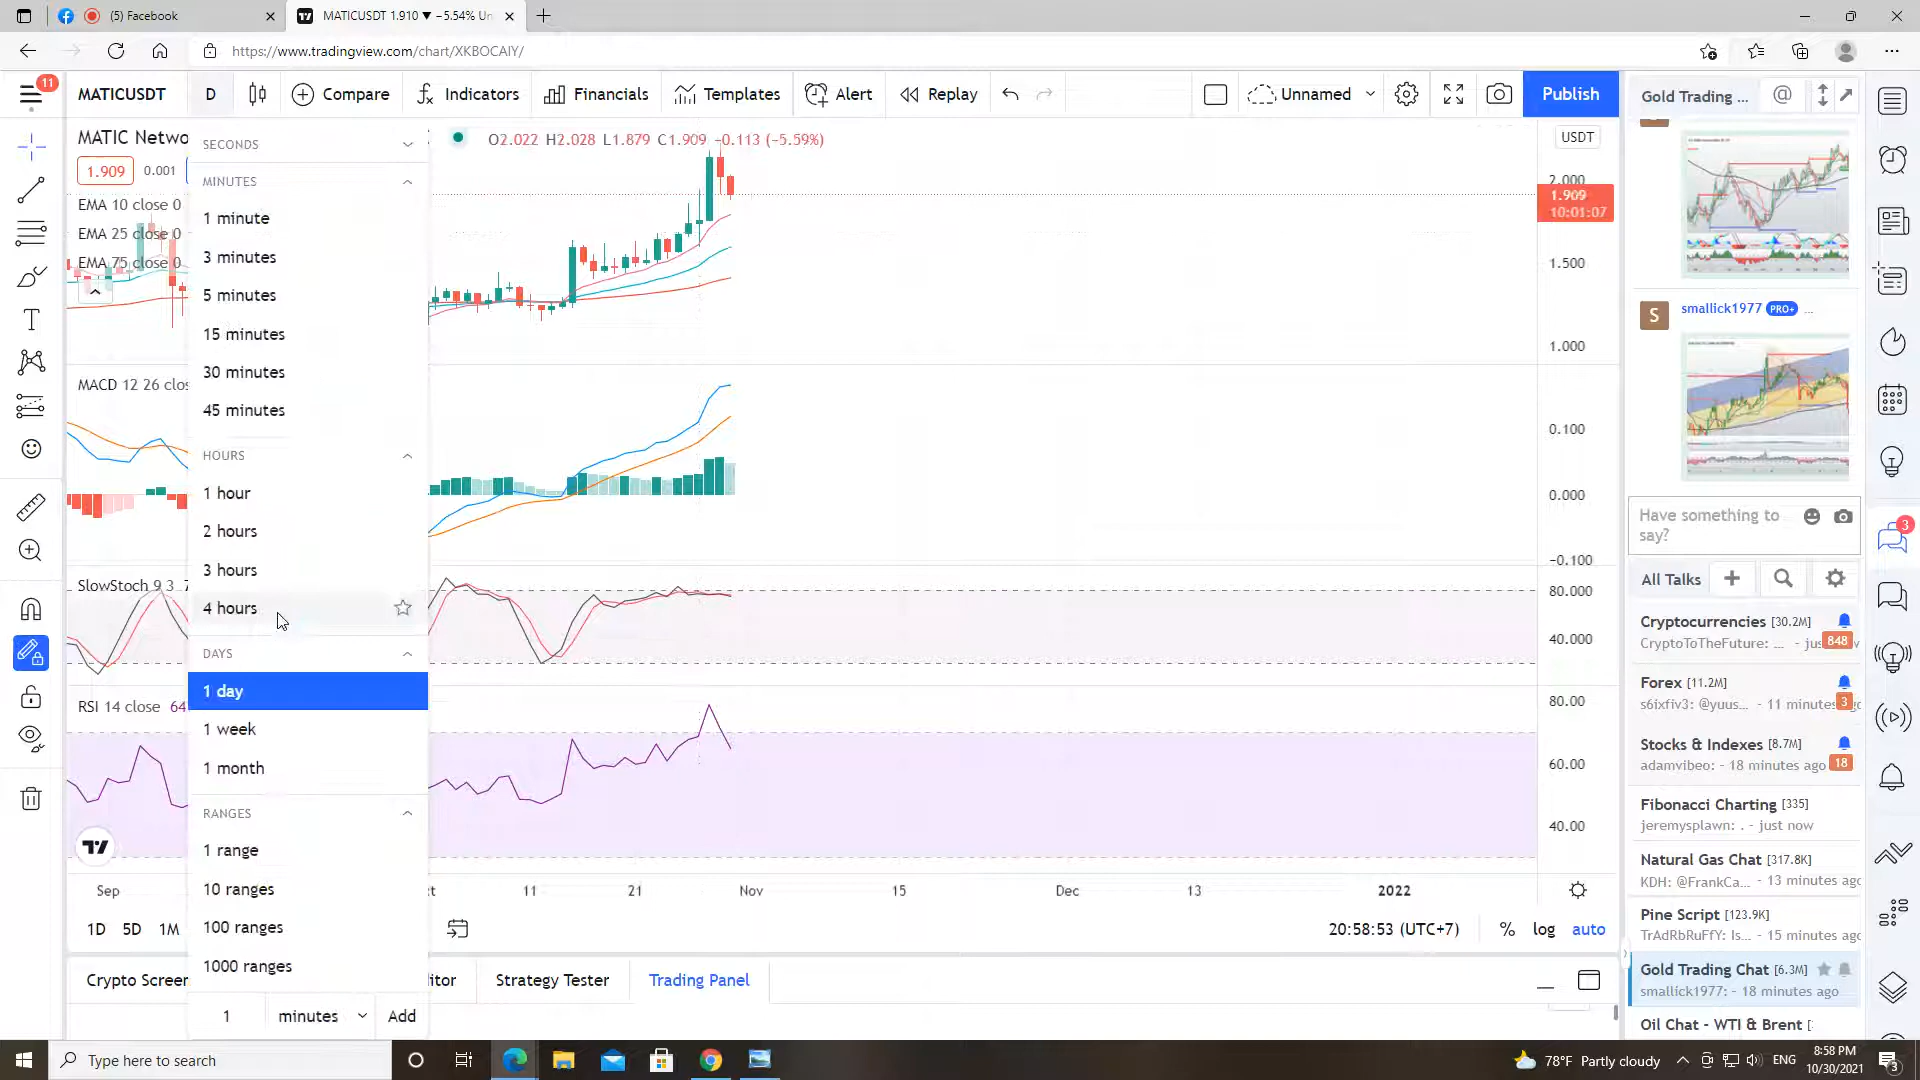 (5) Facebook
MATICUSDT 1.910 ▼ −5.54% Un
https://www.tradingview.com/chart/XKBOCAIY/
11
MATICUSDT
D
Compare
Indicators
Financials
Templates
Alert
Replay
Unnamed
Publish
MATIC Netwo
O2.022 H2.028 L1.879 C1.909 −0.113 (−5.59%)
1.909
0.001
EMA 10 close 0
EMA 25 close 0
EMA 75 close 0
MACD 12 26 clos
SlowStoch 9 3 7
RSI 14 close 64
SECONDS
MINUTES
1 minute
3 minutes
5 minutes
15 minutes
30 minutes
45 minutes
HOURS
1 hour
2 hours
3 hours
4 hours
DAYS
1 day
1 week
1 month
RANGES
1 range
10 ranges
100 ranges
1000 ranges
1 minutes Add
USDT
2.000
1.909
10:01:07
1.500
1.000
0.100
0.000
−0.100
80.000
40.000
80.00
60.00
40.00
Sep
ct
11
21
Nov
15
Dec
13
2022
1D 5D 1M
20:58:53 (UTC+7)
% log auto
Crypto Screen
itor
Strategy Tester
Trading Panel
Gold Trading ...
S
smallick1977 PRO+ ...
Have something to
say?
3
All Talks
Cryptocurrencies [30.2M]
CryptoToTheFuture: ... - jus
848
Forex [11.2M]
s6ixfiv3: @yuus... - 11 minutes ago
3
Stocks & Indexes [8.7M]
adamvibeo: - 18 minutes ago
18
Fibonacci Charting [335]
jeremysplawn: . - just now
Natural Gas Chat [317.8K]
KDH: @FrankCa... - 13 minutes ago
Pine Script [123.9K]
TrAdRbRuFfY: Is... - 15 minutes ago
Gold Trading Chat [6.3M]
smallick1977: - 18 minutes ago
Oil Chat - WTI & Brent [
Type here to search
78°F Partly cloudy
ENG
8:58 PM
10/30/2021
3